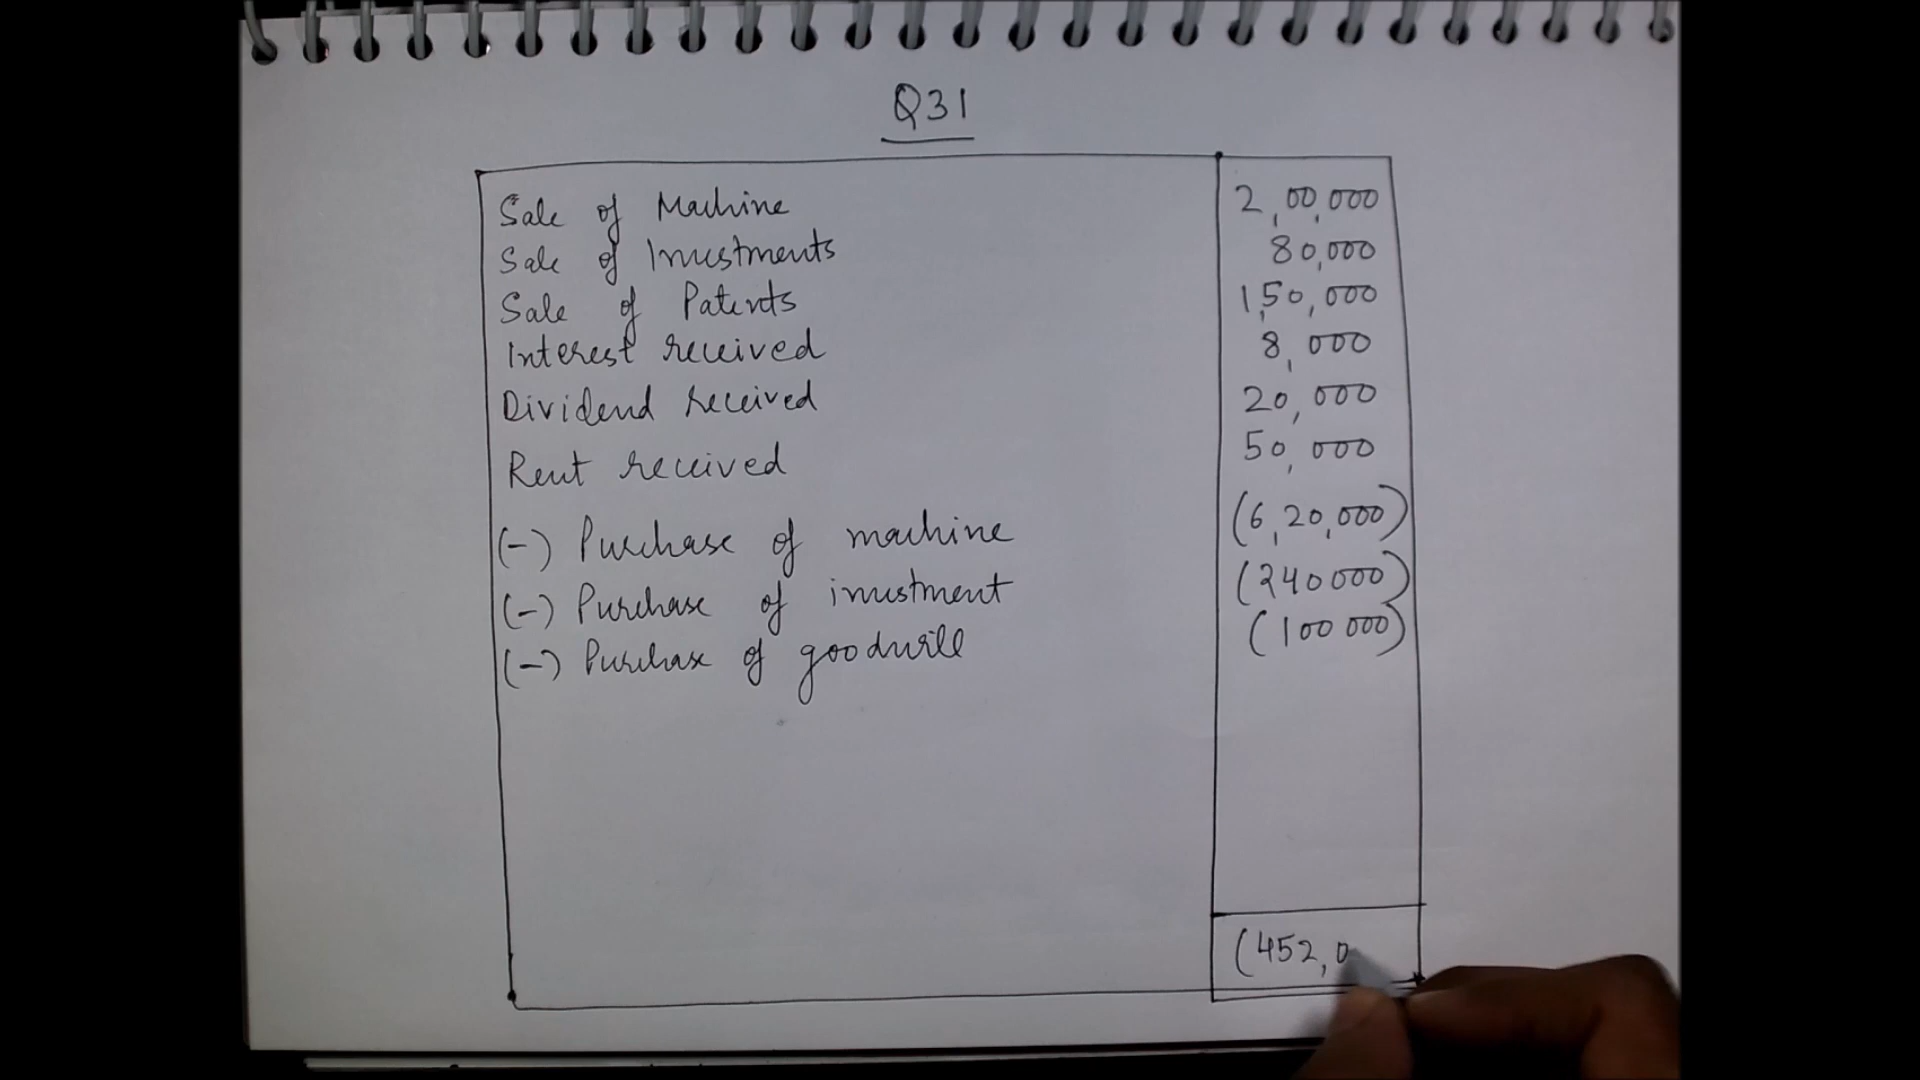 Q31
Sale of Machine 2,00,000
Sale of Investments 80,000
Sale of Patents 1,50,000
Interest received 8,000
Dividend received 20,000
Rent received 50,000
(-) Purchase of machine (6,20,000)
(-) Purchase of investment (240000)
(-) Purchase of goodwill (100 000)
(452,0